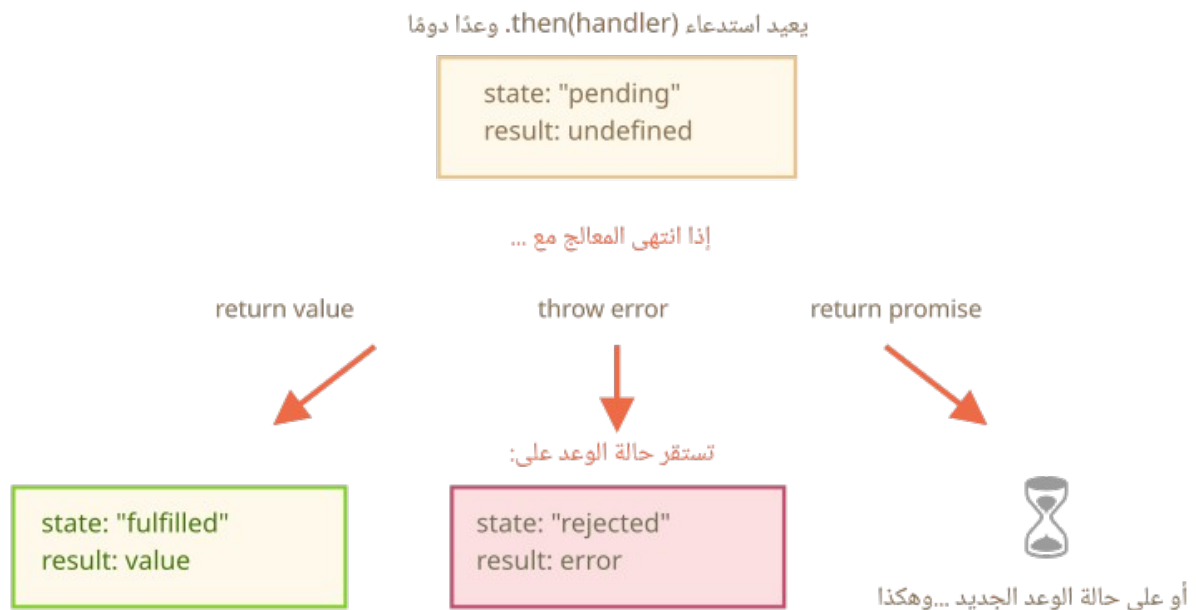 يعيد استدعاء .then(handler) وعدًا دومًا
state: "pending"
result: undefined
إذا انتهى المعالج مع ...
return value
throw error
return promise
تستقر حالة الوعد على:
state: "fulfilled"
result: value
state: "rejected"
result: error
أو على حالة الوعد الجديد ...وهكذا